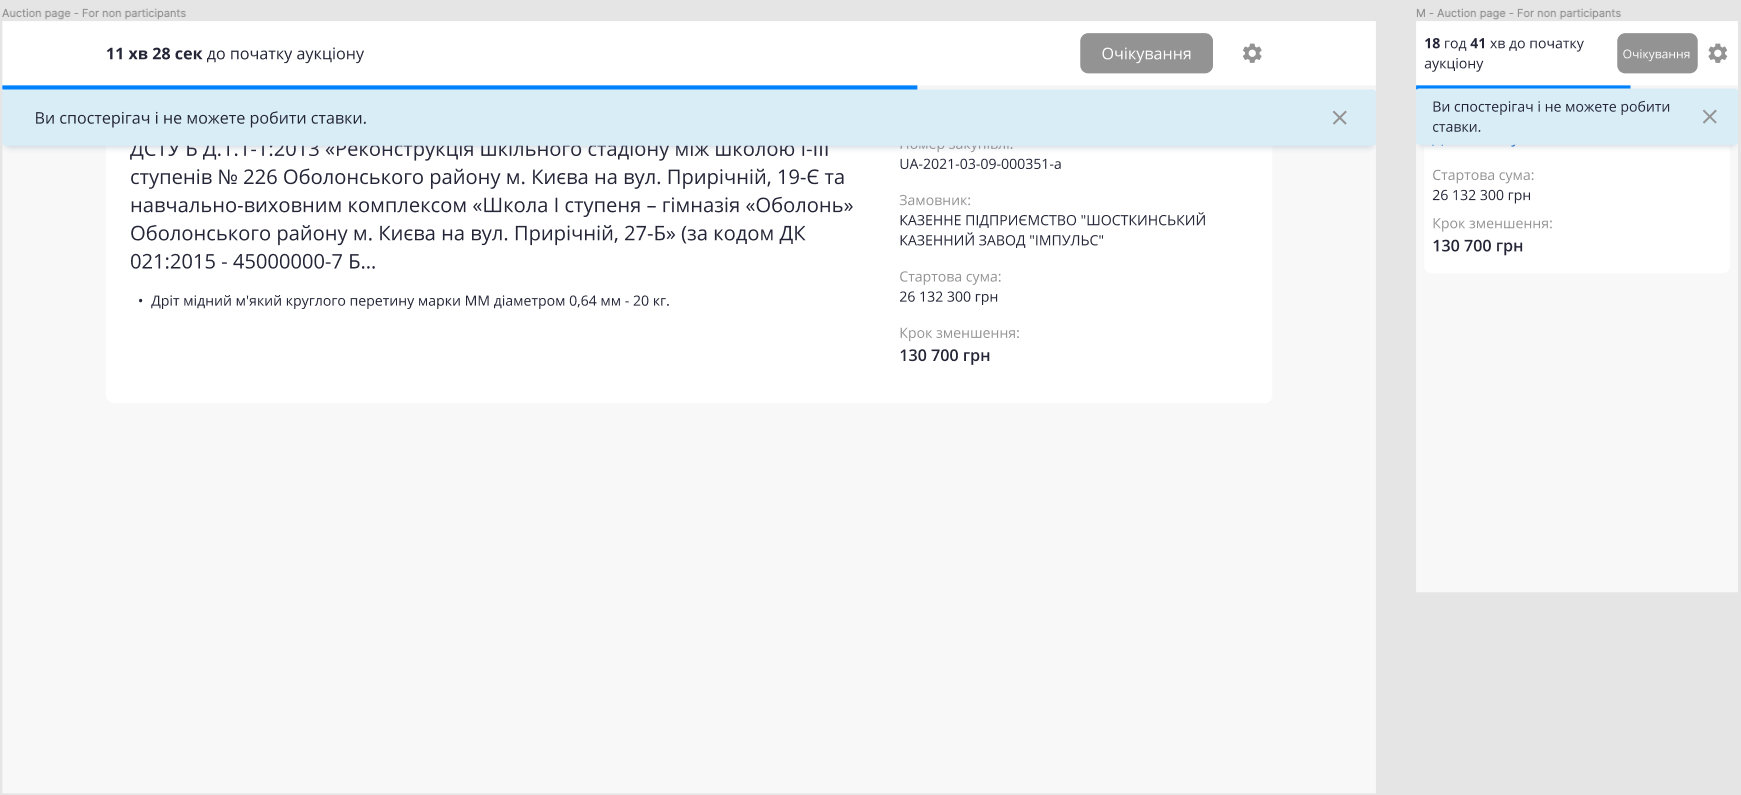 Auction page - For non participants
11 хв 28 сек до початку аукціону
Очікування
Ви спостерігач і не можете робити ставки.
ДСТУ Б Д.1.1-1:2013 «Реконструкція шкільного стадіону між школою І-ІІІ
ступенів № 226 Оболонського району м. Києва на вул. Прирічній, 19-Є та
навчально-виховним комплексом «Школа І ступеня – гімназія «Оболонь»
Оболонського району м. Києва на вул. Прирічній, 27-Б» (за кодом ДК
021:2015 - 45000000-7 Б...
• Дріт мідний м'який круглого перетину марки ММ діаметром 0,64 мм - 20 кг.
Номер закупівлі:
UA-2021-03-09-000351-a
Замовник:
КАЗЕННЕ ПІДПРИЄМСТВО "ШОСТКИНСЬКИЙ
КАЗЕННИЙ ЗАВОД "ІМПУЛЬС"
Стартова сума:
26 132 300 грн
Крок зменшення:
130 700 грн
M - Auction page - For non participants
18 год 41 хв до початку
аукціону
Очікування
Ви спостерігач і не можете робити
ставки.
Стартова сума:
26 132 300 грн
Крок зменшення:
130 700 грн